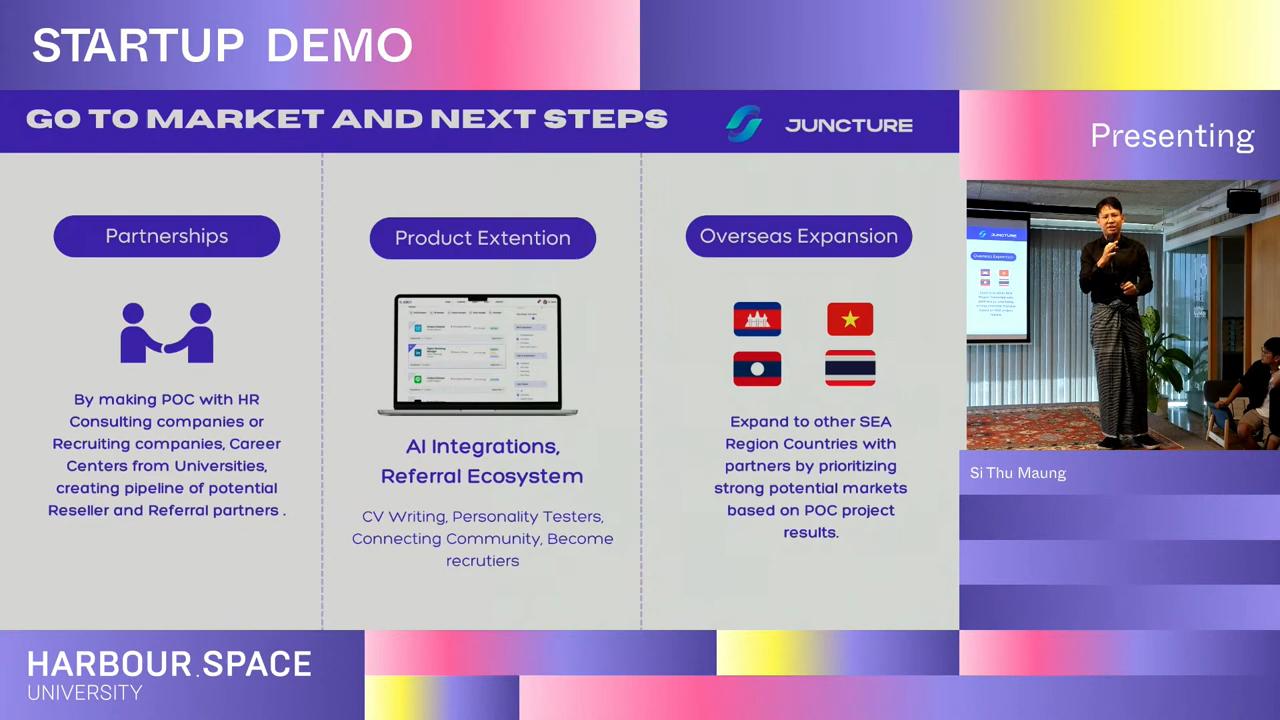 STARTUP DEMO
GO TO MARKET AND NEXT STEPS
JUNCTURE
Presenting
Partnerships
By making POC with HR
Consulting companies or
Recruiting companies, Career
Centers from Universities,
creating pipeline of potential
Reseller and Referral partners .
Product Extention
AI Integrations,
Referral Ecosystem
CV Writing, Personality Testers,
Connecting Community, Become
recrutiers
Overseas Expansion
Expand to other SEA
Region Countries with
partners by prioritizing
strong potential markets
based on POC project
results.
JUNCTURE
Overseas Expansion
Si Thu Maung
HARBOUR.SPACE
UNIVERSITY